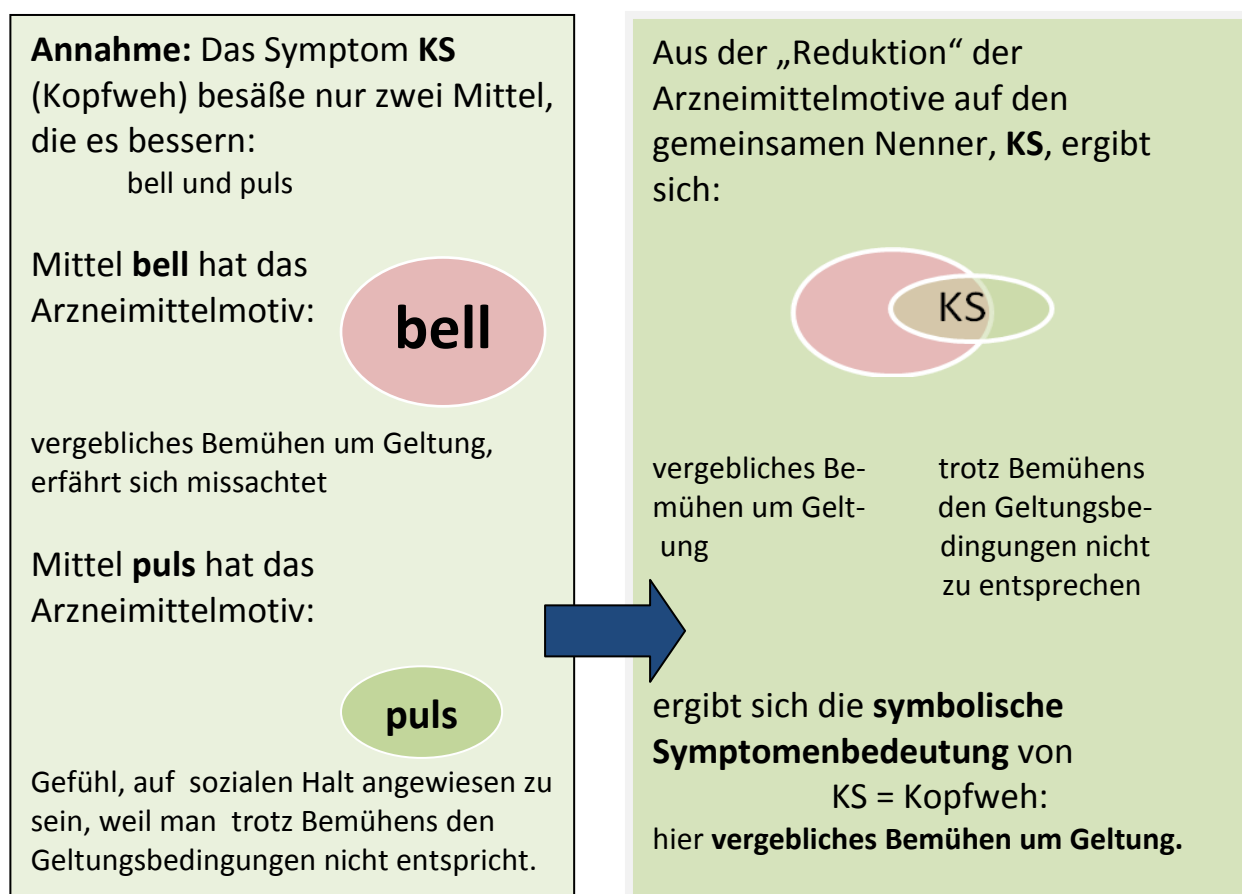 Annahme: Das Symptom KS
(Kopfweh) besäße nur zwei Mittel,
die es bessern:
bell und puls
Mittel bell hat das
Arzneimittelmotiv:
bell
vergebliches Bemühen um Geltung,
erfährt sich missachtet
Mittel puls hat das
Arzneimittelmotiv:
puls
Gefühl, auf sozialen Halt angewiesen zu
sein, weil man trotz Bemühens den
Geltungsbedingungen nicht entspricht.
Aus der „Reduktion“ der
Arzneimittelmotive auf den
gemeinsamen Nenner, KS, ergibt
sich:
KS
vergebliches Be-
mühen um Gelt-
ung
trotz Bemühens
den Geltungsbe-
dingungen nicht
zu entsprechen
ergibt sich die symbolische
Symptomenbedeutung von
KS = Kopfweh:
hier vergebliches Bemühen um Geltung.